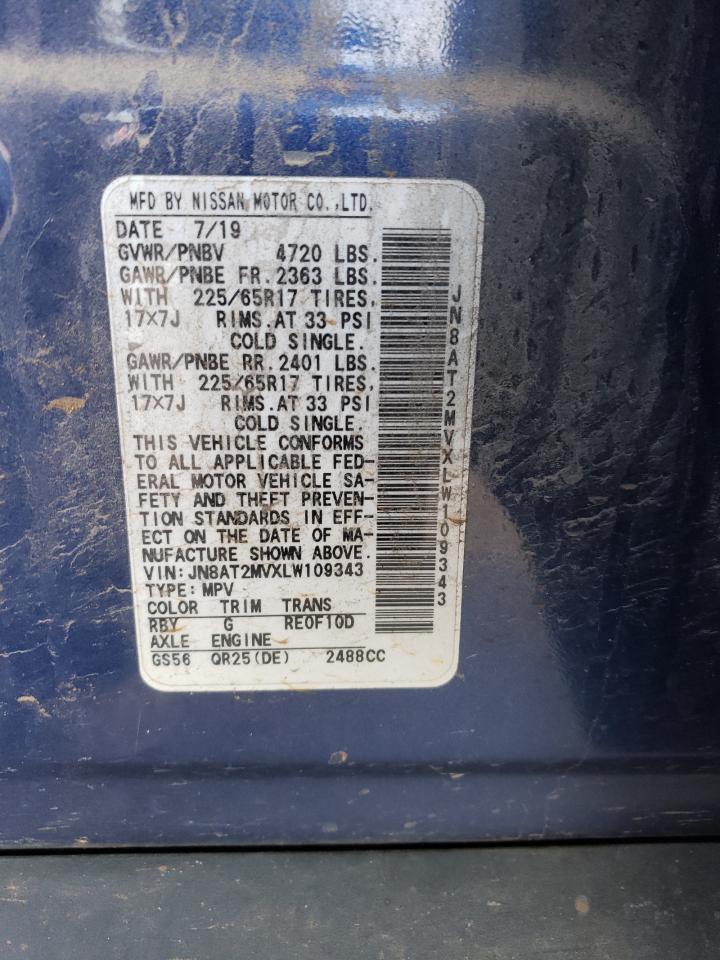 MFD BY NISSAN MOTOR CO.,LTD.
DATE 7/19
GVWR/PNBV 4720 LBS.
GAWR/PNBE FR. 2363 LBS.
WITH 225/65R17 TIRES.
17×7J RIMS. AT 33 PSI
COLD SINGLE.
GAWR/PNBE RR. 2401 LBS.
WITH 225/65R17 TIRES.
17×7J RIMS. AT 33 PSI
COLD SINGLE.
THIS VEHICLE CONFORMS
TO ALL APPLICABLE FED-
ERAL MOTOR VEHICLE SA-
FETY AND THEFT PREVEN-
TION STANDARDS IN EFF-
ECT ON THE DATE OF MA-
NUFACTURE SHOWN ABOVE.
VIN:JN8AT2MVXLW109343
TYPE:MPV
COLOR TRIM TRANS
RBY G RE0F10D
AXLE ENGINE
GS56 QR25(DE) 2488CC
JN8AT2MVXLW109343